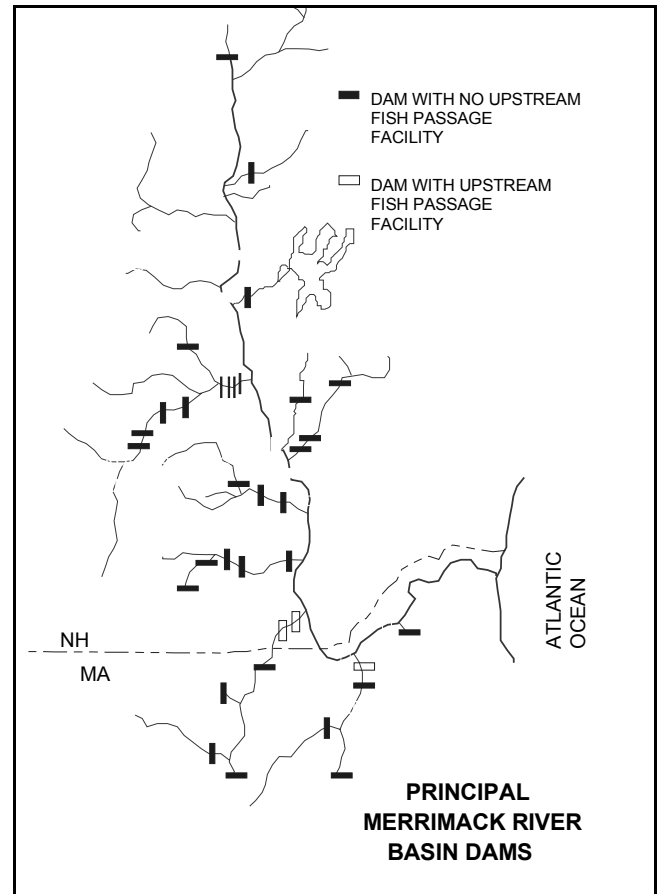 DAM WITH NO UPSTREAM
FISH PASSAGE
FACILITY
DAM WITH UPSTREAM
FISH PASSAGE
FACILITY
ATLANTIC
OCEAN
NH
MA
PRINCIPAL
MERRIMACK RIVER
BASIN DAMS